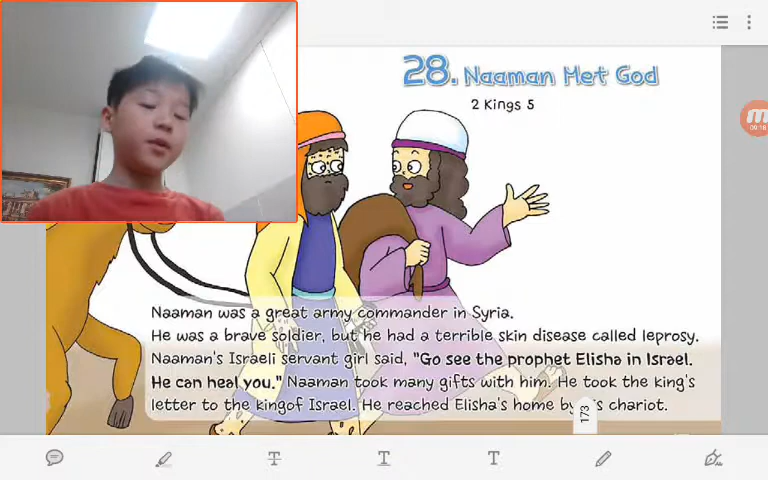 28. Naaman Met God
2 Kings 5
09:16
Naaman was a great army commander in Syria.
He was a brave soldier, but he had a terrible skin disease called leprosy.
Naaman's Israeli servant girl said, "Go see the prophet Elisha in Israel.
He can heal you." Naaman took many gifts with him. He took the king's
letter to the kingof Israel. He reached Elisha's home by chariot.
173